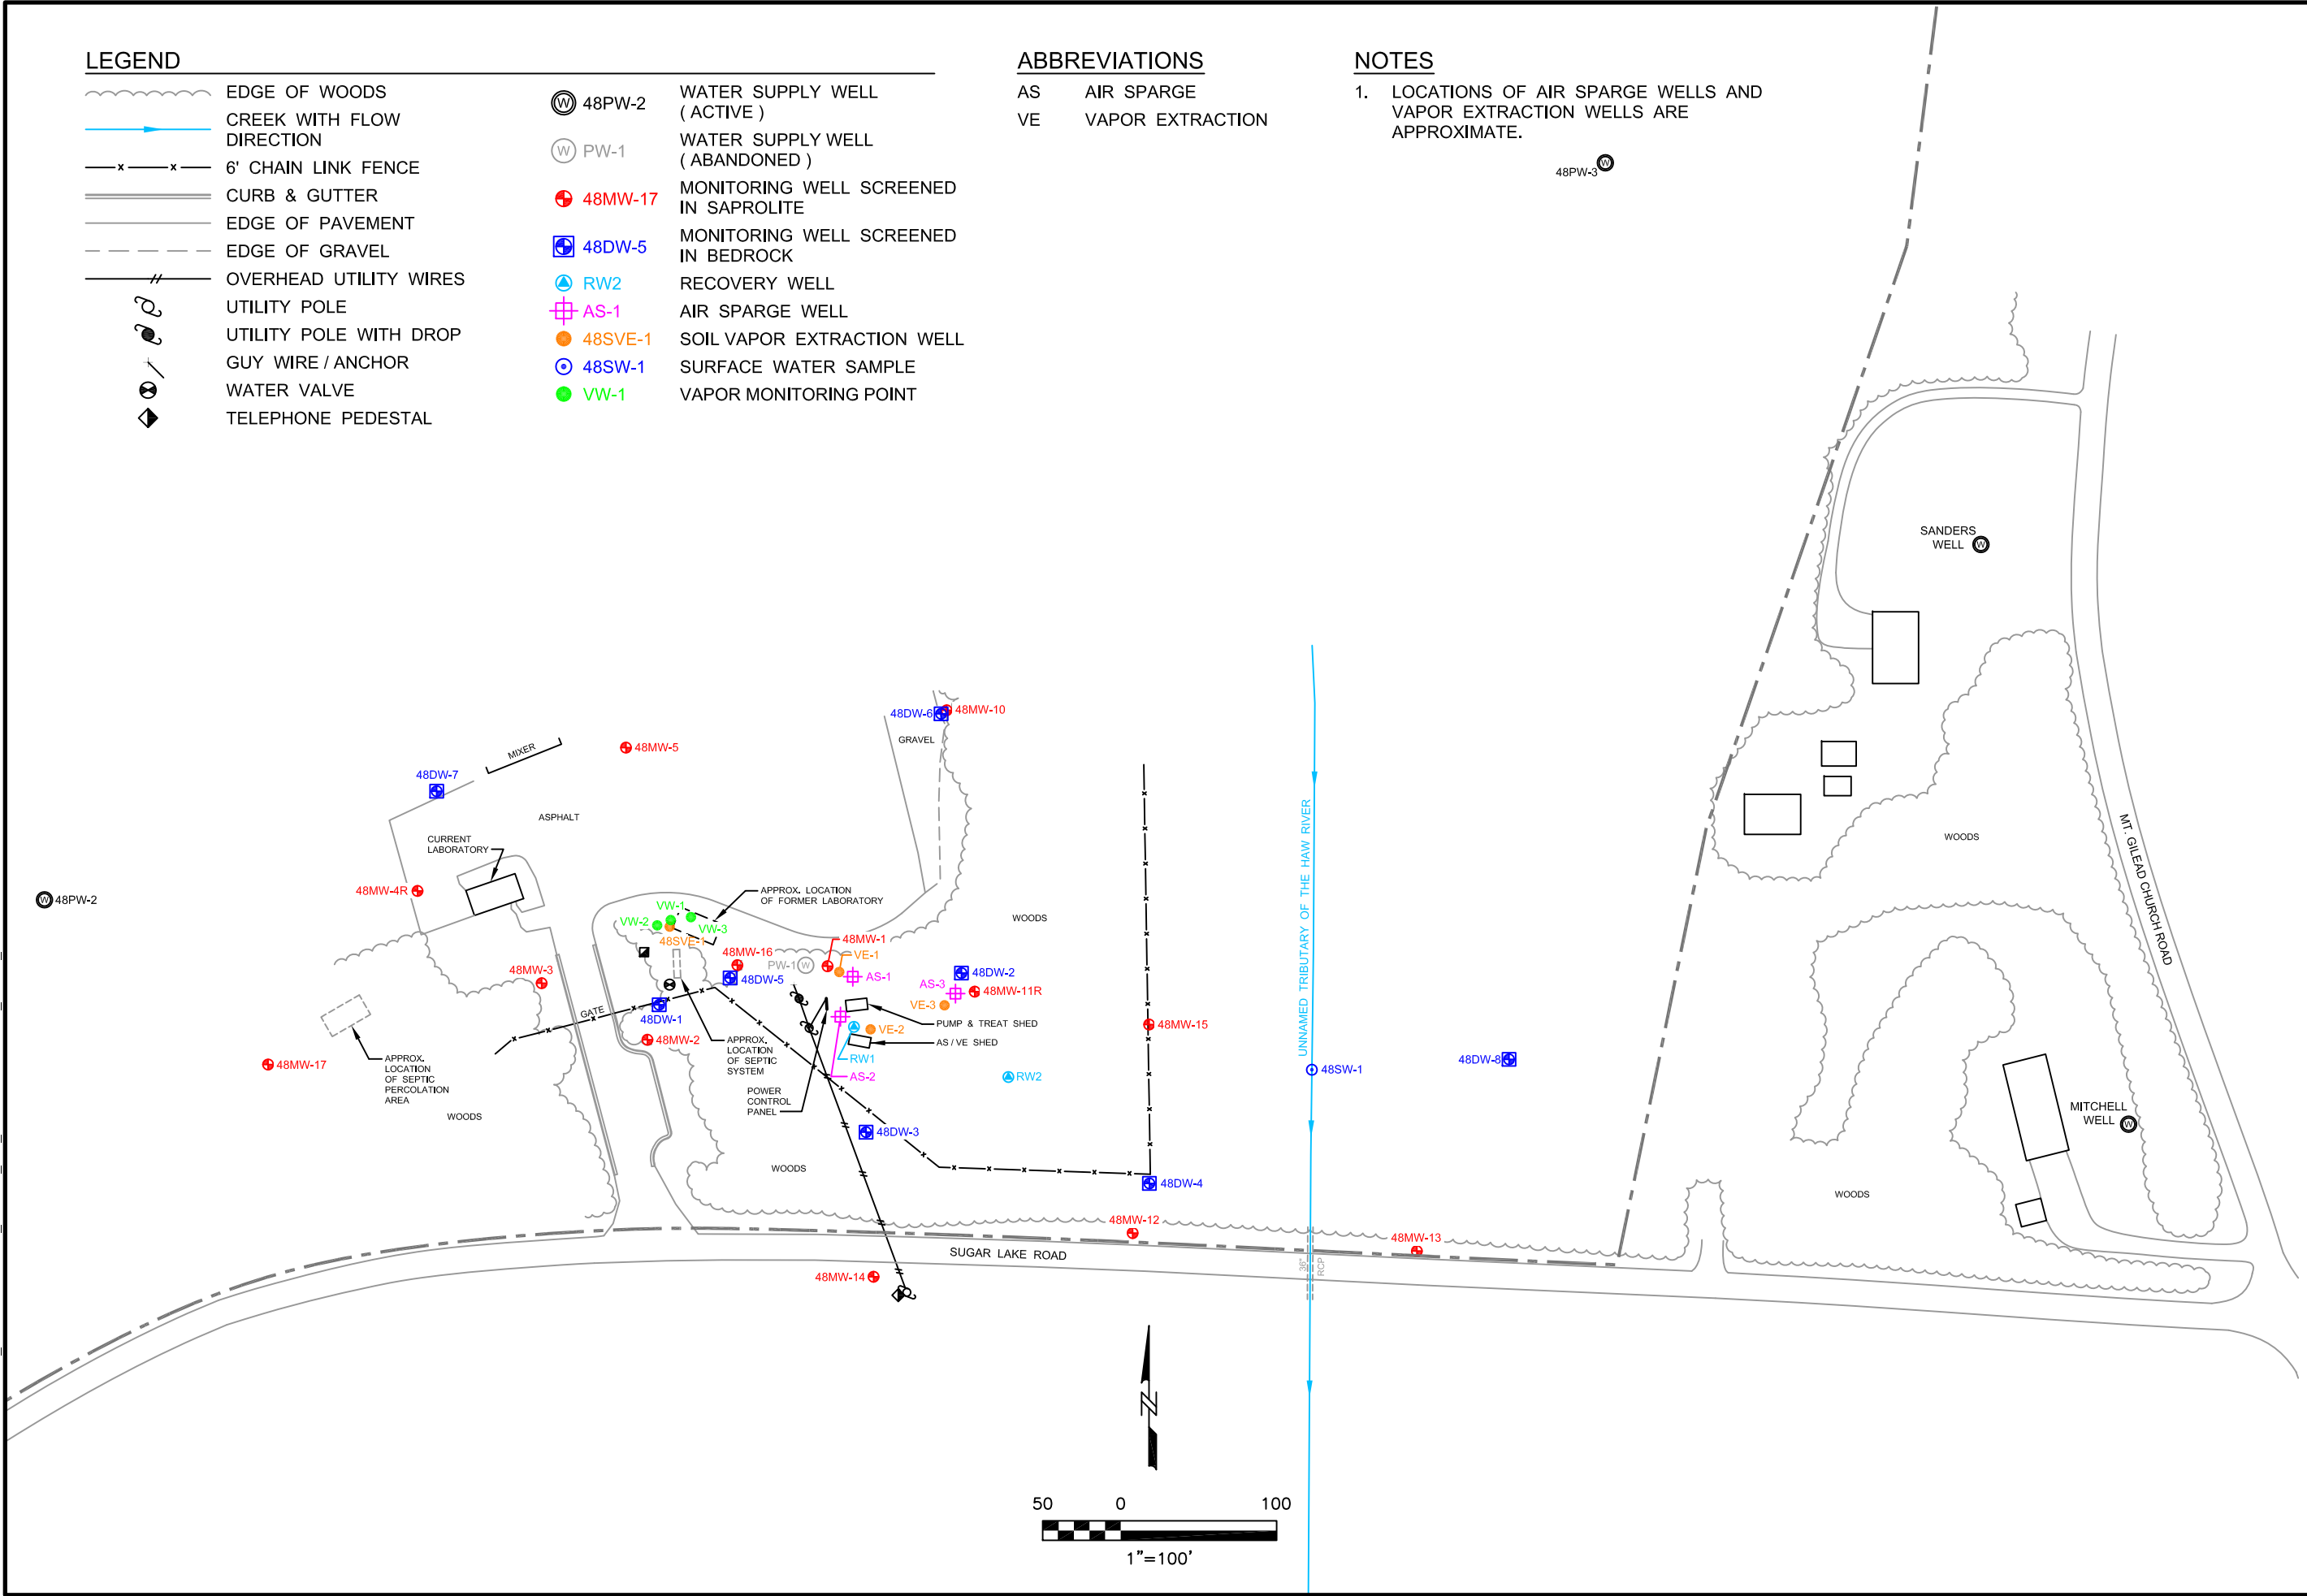 LEGEND
EDGE OF WOODS
CREEK WITH FLOW
DIRECTION
6' CHAIN LINK FENCE
CURB & GUTTER
EDGE OF PAVEMENT
EDGE OF GRAVEL
OVERHEAD UTILITY WIRES
UTILITY POLE
UTILITY POLE WITH DROP
GUY WIRE / ANCHOR
WATER VALVE
TELEPHONE PEDESTAL
W 48PW-2
WATER SUPPLY WELL
( ACTIVE )
W PW-1
WATER SUPPLY WELL
( ABANDONED )
48MW-17
MONITORING WELL SCREENED
IN SAPROLITE
48DW-5
MONITORING WELL SCREENED
IN BEDROCK
RW2 RECOVERY WELL
AS-1 AIR SPARGE WELL
48SVE-1 SOIL VAPOR EXTRACTION WELL
48SW-1 SURFACE WATER SAMPLE
VW-1 VAPOR MONITORING POINT
ABBREVIATIONS
AS AIR SPARGE
VE VAPOR EXTRACTION
NOTES
1. LOCATIONS OF AIR SPARGE WELLS AND
VAPOR EXTRACTION WELLS ARE
APPROXIMATE.
48PW-3 W
SANDERS
WELL W
48DW-6
48MW-10
GRAVEL
MIXER
48MW-5
48DW-7
ASPHALT
CURRENT
LABORATORY
48MW-4R
W 48PW-2
APPROX. LOCATION
OF FORMER LABORATORY
VW-1
VW-2
VW-3
48SVE-1
48MW-16
48DW-5
PW-1 W
48MW-1
VE-1
AS-1
48DW-2
AS-3
48MW-11R
VE-3
WOODS
48MW-3
GATE
48DW-1
48MW-2
APPROX.
LOCATION
OF SEPTIC
SYSTEM
PUMP & TREAT SHED
VE-2
AS / VE SHED
RW1
AS-2
RW2
POWER
CONTROL
PANEL
48MW-17
APPROX.
LOCATION
OF SEPTIC
PERCOLATION
AREA
WOODS
48MW-15
UNNAMED TRIBUTARY OF THE HAW RIVER
48SW-1
48DW-8
WOODS
MT. GILEAD CHURCH ROAD
MITCHELL
WELL W
48DW-3
WOODS
48DW-4
WOODS
48MW-12
48MW-13
SUGAR LAKE ROAD
36"
RCP
48MW-14
N
50 0 100
1"=100'